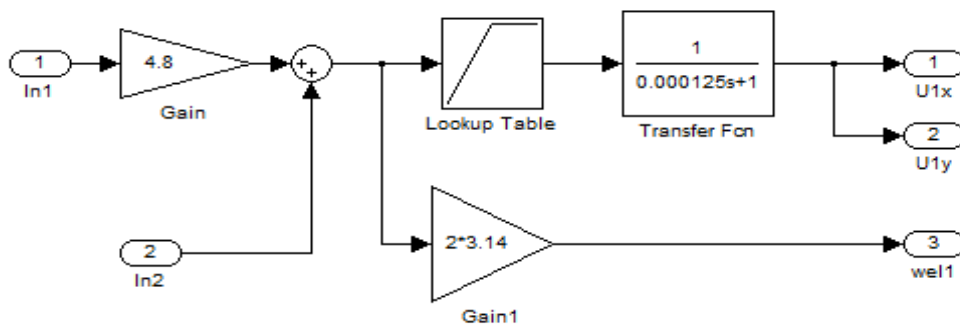 1
In1
4.8
Gain
+
+
Lookup Table
1
0.000125s+1
Transfer Fcn
1
U1x
2
U1y
2
In2
2*3.14
Gain1
3
wel1